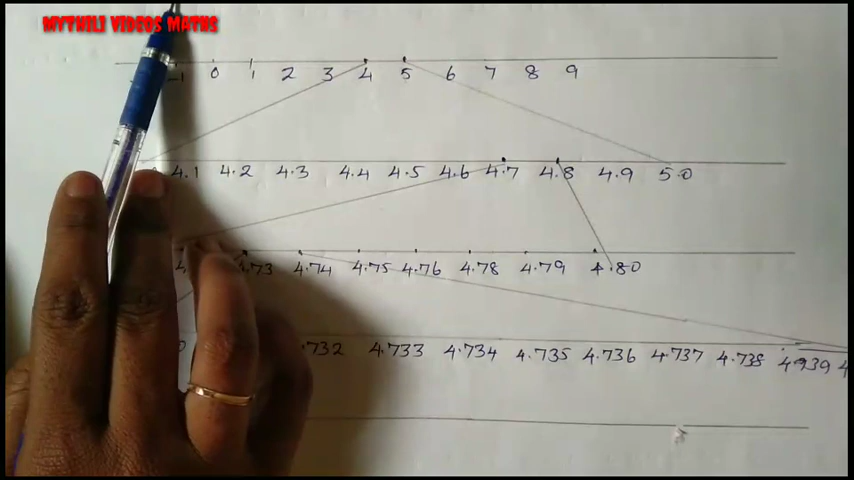 MYTHILI VIDEOS MATHS
-1 0 1 2 3 4 5 6 7 8 9
4.1 4.2 4.3 4.4 4.5 4.6 4.7 4.8 4.9 5.0
4.73 4.74 4.75 4.76 4.78 4.79 4.80
.732 4.733 4.734 4.735 4.736 4.737 4.738 4.939